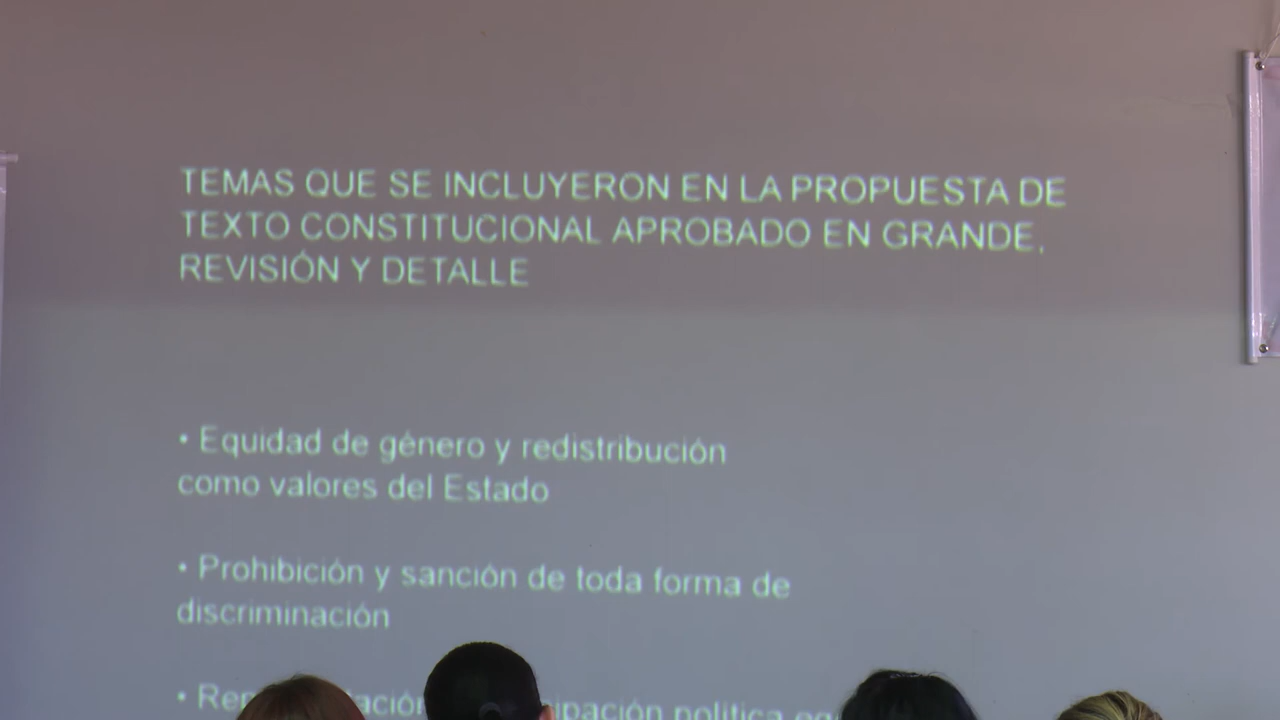 TEMAS QUE SE INCLUYERON EN LA PROPUESTA DE
TEXTO CONSTITUCIONAL APROBADO EN GRANDE,
REVISIÓN Y DETALLE
• Equidad de género y redistribución
como valores del Estado
• Prohibición y sanción de toda forma de
discriminación
• política